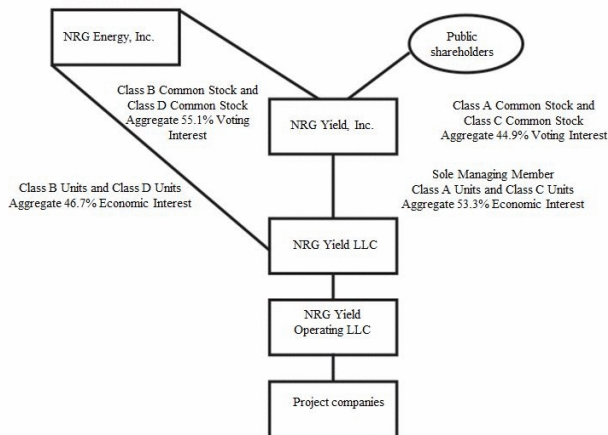 NRG Energy, Inc.
Public
shareholders
Class B Common Stock and
Class D Common Stock
Aggregate 55.1% Voting
Interest
NRG Yield, Inc.
Class A Common Stock and
Class C Common Stock
Aggregate 44.9% Voting Interest
Class B Units and Class D Units
Aggregate 46.7% Economic Interest
Sole Managing Member
Class A Units and Class C Units
Aggregate 53.3% Economic Interest
NRG Yield LLC
NRG Yield
Operating LLC
Project companies